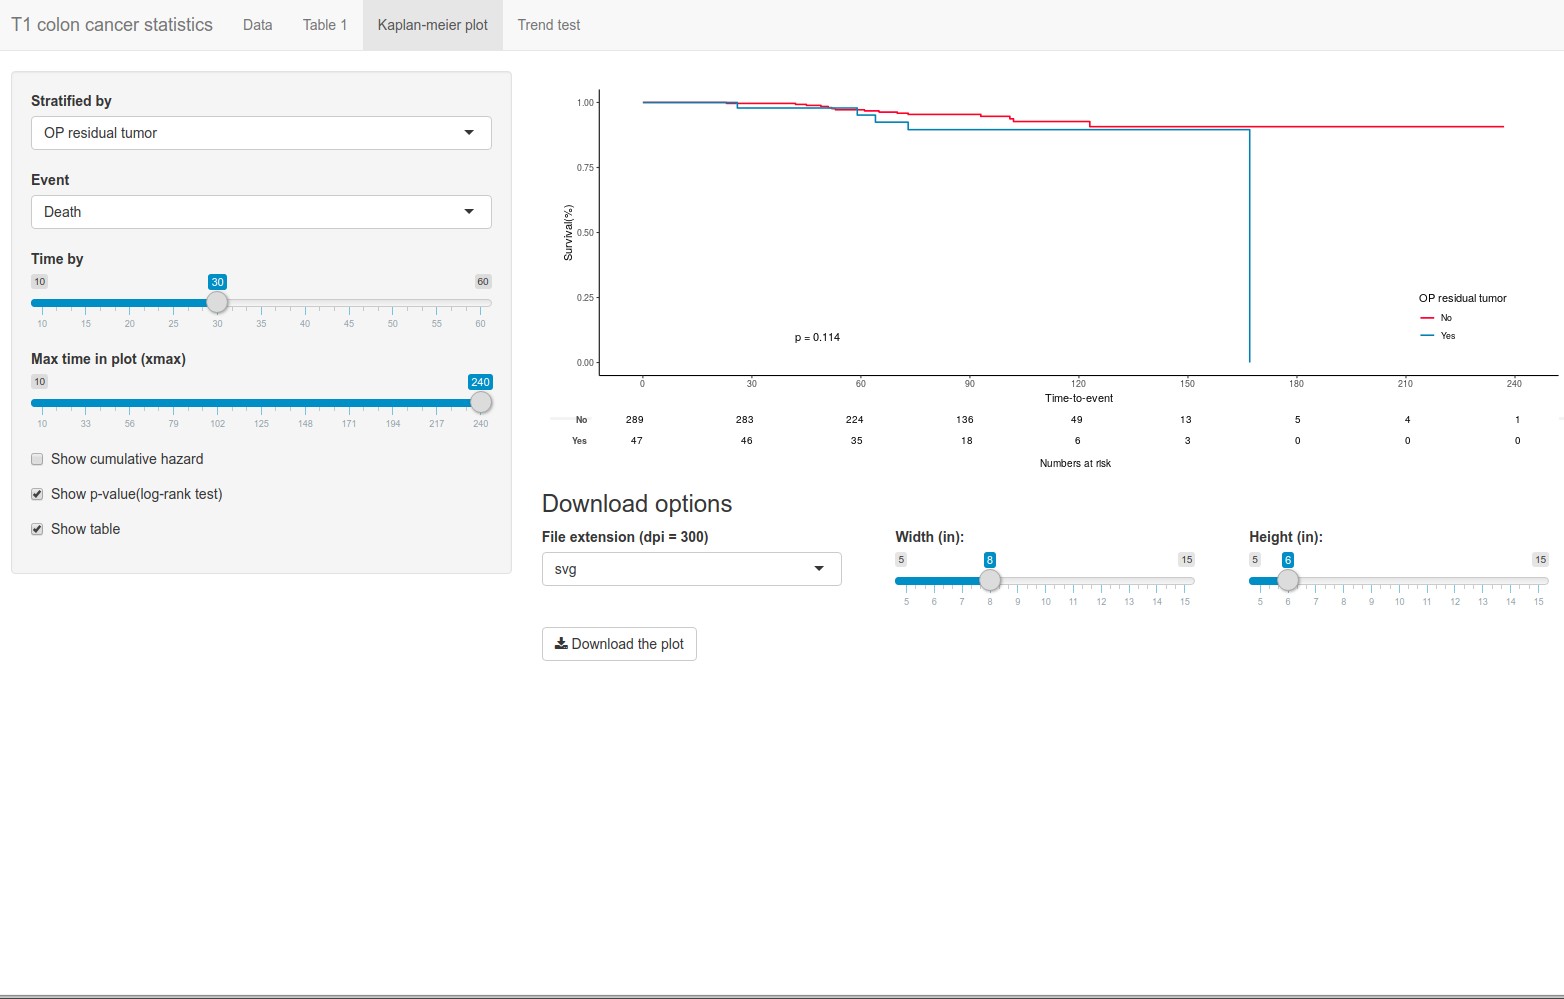 T1 colon cancer statistics Data Table 1 Kaplan-meier plot Trend test
Stratified by
OP residual tumor
Event
Death
Time by
10 30 60
10 15 20 25 30 35 40 45 50 55 60
Max time in plot (xmax)
10 240
10 33 56 79 102 125 148 171 194 217 240
Show cumulative hazard
Show p-value(log-rank test)
Show table
Survival(%)
1.00
0.75
0.50
0.25
0.00
p = 0.114
OP residual tumor
No
Yes
0 30 60 90 120 150 180 210 240
Time-to-event
No 289 283 224 136 49 13 5 4 1
Yes 47 46 35 18 6 3 0 0 0
Numbers at risk
Download options
File extension (dpi = 300)
svg
Width (in):
5 8 15
5 6 7 8 9 10 11 12 13 14 15
Height (in):
5 6 15
5 6 7 8 9 10 11 12 13 14 15
Download the plot